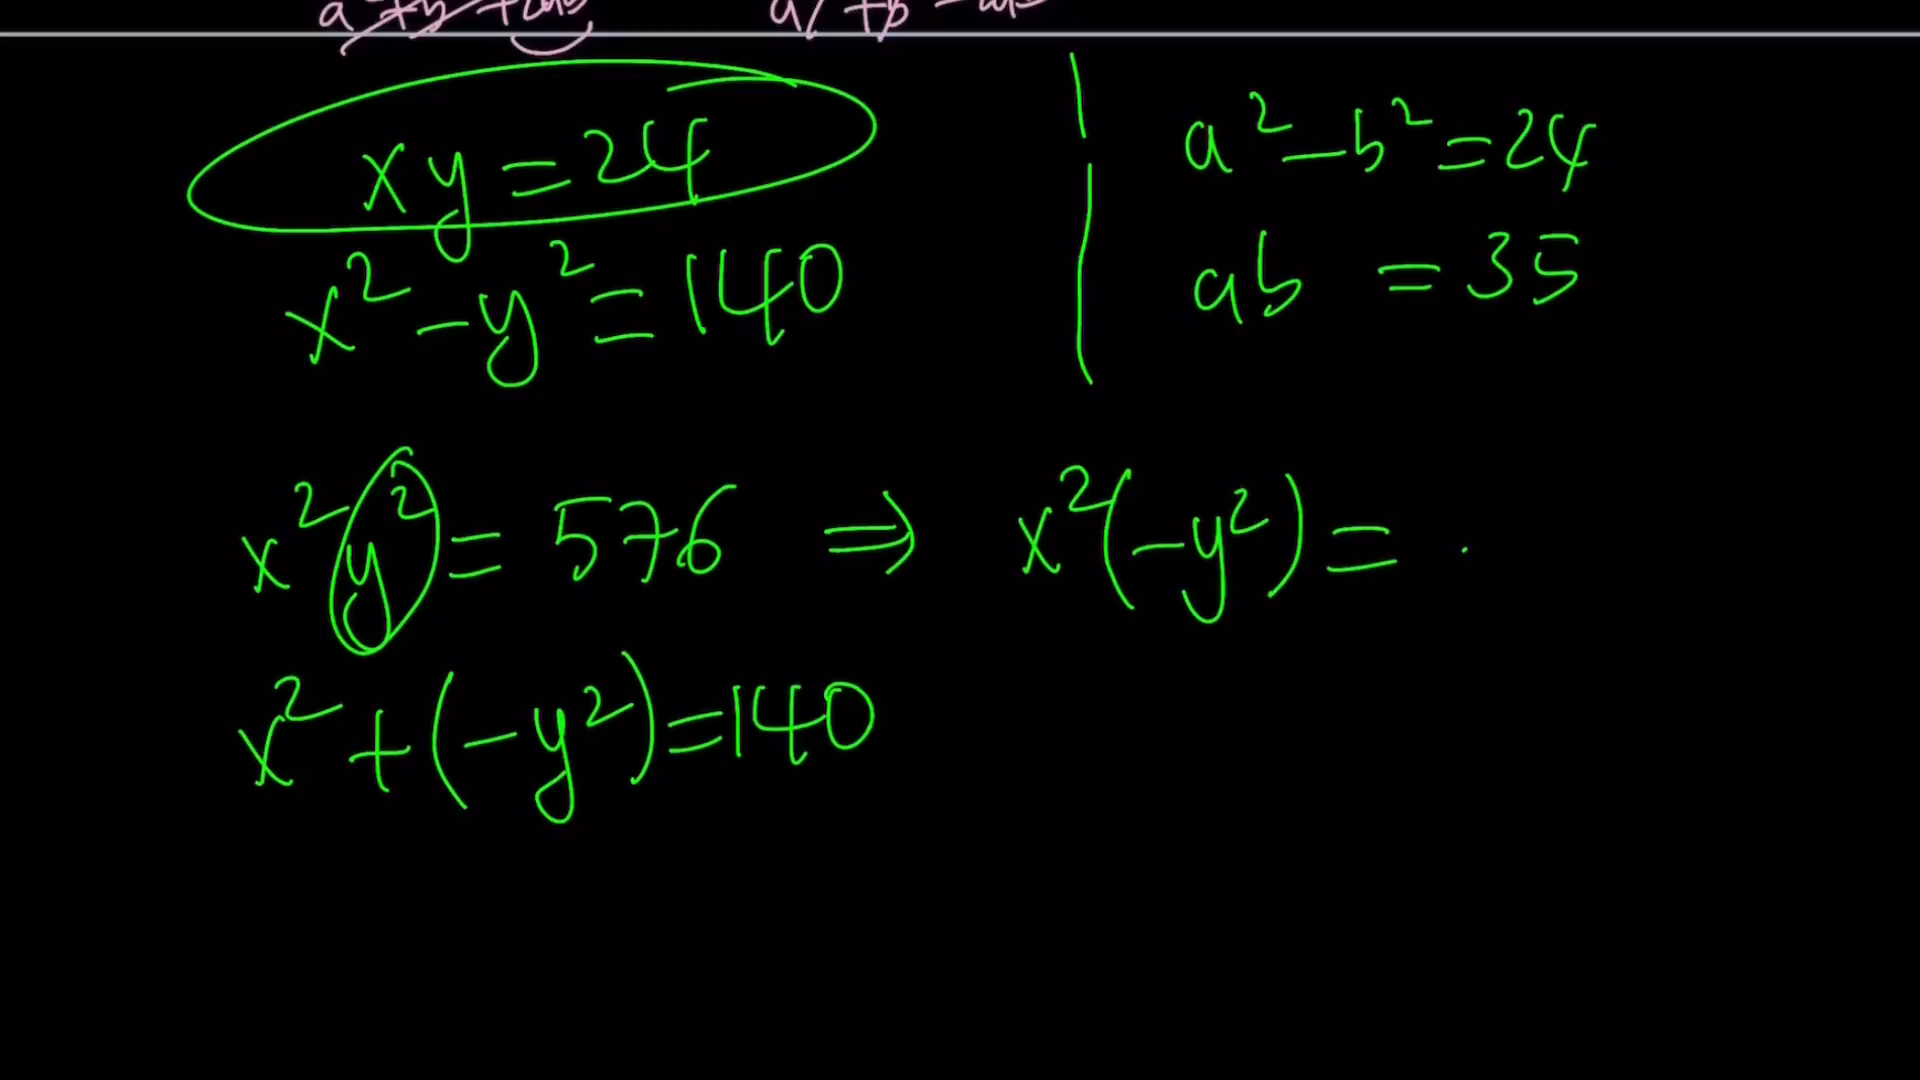 xy = 24
x² - y² = 140
a² - b² = 24
ab = 35
x²y² = 576 ⇒ x²(-y²) =
x² + (-y²) = 140